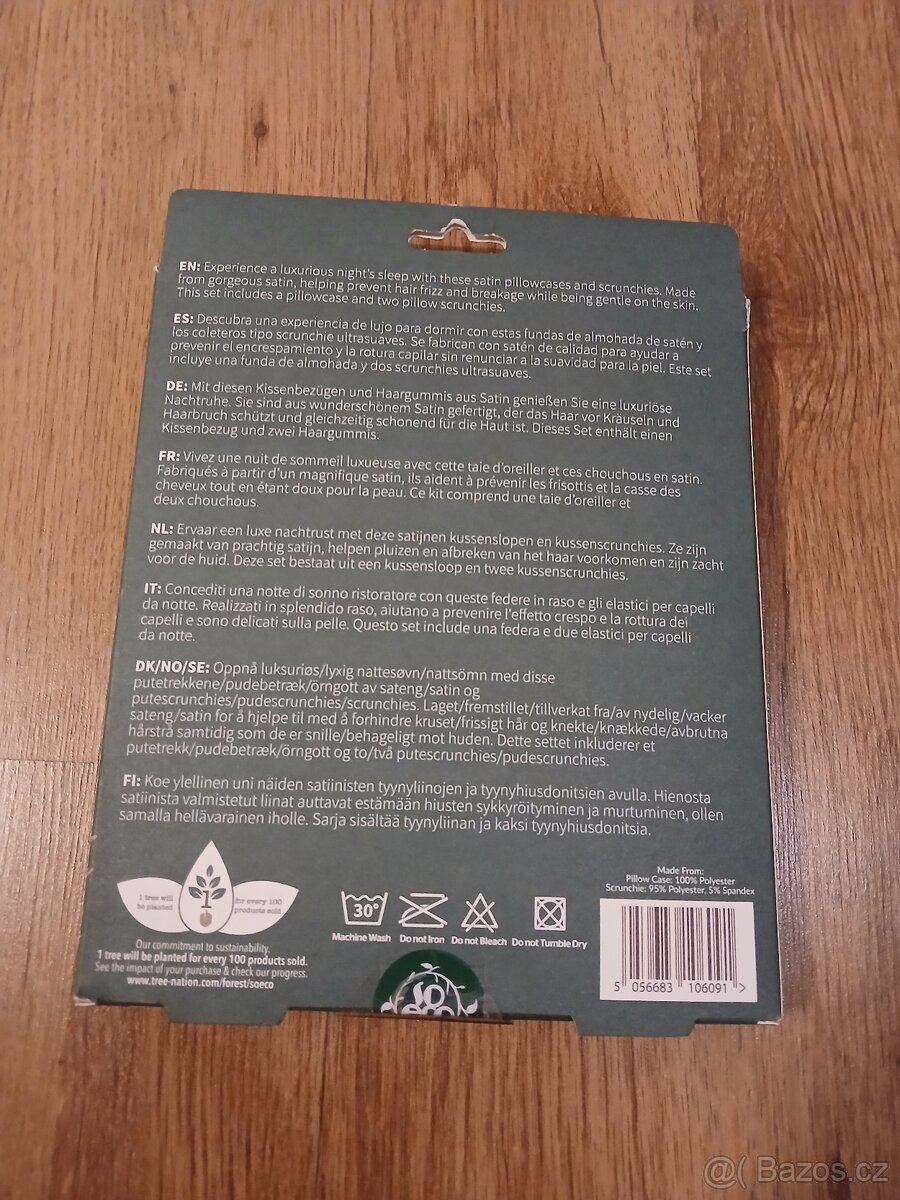 EN: Experience a luxurious night's sleep with these satin pillowcases and scrunchies. Made
from gorgeous satin, helping prevent hair frizz and breakage while being gentle on the skin.
This set includes a pillowcase and two pillow scrunchies.
ES: Descubra una experiencia de lujo para dormir con estas fundas de almohada de satén y
los coleteros tipo scrunchie ultrasuaves. Se fabrican con satén de calidad para ayudar a
prevenir el encrespamiento y la rotura capilar sin renunciar a la suavidad para la piel. Este set
incluye una funda de almohada y dos scrunchies ultrasuaves.
DE: Mit diesen Kissenbezügen und Haargummis aus Satin genießen Sie eine luxuriöse
Nachtruhe. Sie sind aus wunderschönem Satin gefertigt, der das Haar vor Kräuseln und
Haarbruch schützt und gleichzeitig schonend für die Haut ist. Dieses Set enthält einen
Kissenbezug und zwei Haargummis.
FR: Vivez une nuit de sommeil luxueuse avec cette taie d'oreiller et ces chouchous en satin.
Fabriqués à partir d'un magnifique satin, ils aident à prévenir les frisottis et la casse des
cheveux tout en étant doux pour la peau. Ce kit comprend une taie d'oreiller et
deux chouchous.
NL: Ervaar een luxe nachtrust met deze satijnen kussenslopen en kussenscrunchies. Ze zijn
gemaakt van prachtig satijn, helpen pluizen en afbreken van het haar voorkomen en zijn zacht
voor de huid. Deze set bestaat uit een kussensloop en twee kussenscrunchies.
IT: Concediti una notte di sonno ristoratore con queste federe in raso e gli elastici per capelli
da notte. Realizzati in splendido raso, aiutano a prevenire l'effetto crespo e la rottura dei
capelli e sono delicati sulla pelle. Questo set include una federa e due elastici per capelli
da notte.
DK/NO/SE: Oppnå luksuriøs/lyxig nattesøvn/nattsömn med disse
putetrekkene/pudebetræk/örngott av sateng/satin og
putescrunchies/pudescrunchies/scrunchies. Laget/fremstillet/tillverkat fra/av nydelig/vacker
sateng/satin for å hjelpe til med å forhindre kruset/frissigt hår og knekte/knækkede/avbrutna
hårstrå samtidig som de er snille/behageligt mot huden. Dette settet inkluderer et
putetrekk/pudebetræk/örngott og to/två putescrunchies/pudescrunchies.
FI: Koe ylellinen uni näiden satiinisten tyynyliinojen ja tyynyhiusdonitsien avulla. Hienosta
satiinista valmistetut liinat auttavat estämään hiusten sykkyröityminen ja murtuminen, ollen
samalla hellävarainen iholle. Sarja sisältää tyynyliinan ja kaksi tyynyhiusdonitsia.
1 tree will
be planted
1
for every 100
products sold
Our commitment to sustainability.
1 tree will be planted for every 100 products sold.
See the impact of your purchase & check our progress.
www.tree-nation.com/forest/soeco
30°
Machine Wash Do not Iron Do not Bleach Do not Tumble Dry
SO
Made From:
Pillow Case: 100% Polyester
Scrunchie: 95% Polyester, 5% Spandex
5 056683 106091 >
@( Bazos.cz